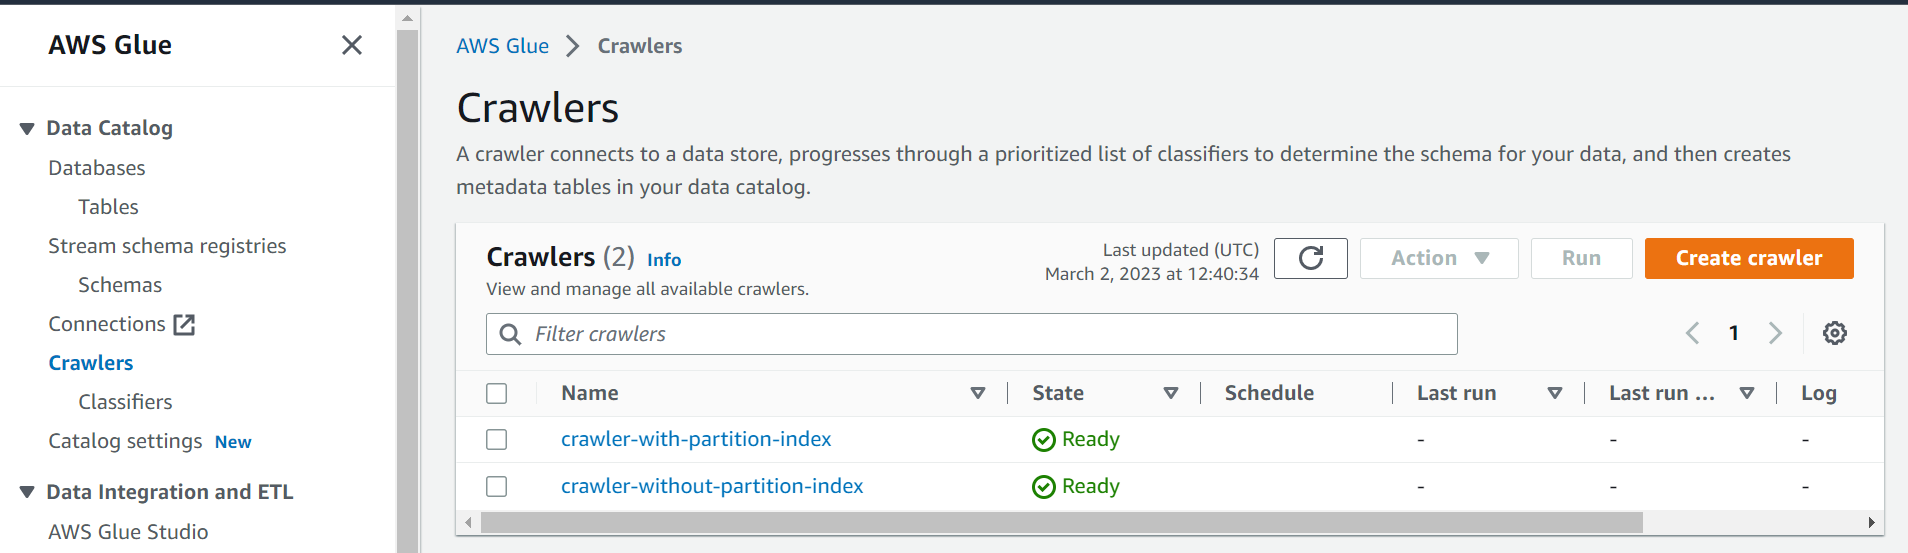 AWS Glue
Data Catalog
Databases
Tables
Stream schema registries
Schemas
Connections
Crawlers
Classifiers
Catalog settings New
Data Integration and ETL
AWS Glue Studio
AWS Glue > Crawlers
Crawlers
A crawler connects to a data store, progresses through a prioritized list of classifiers to determine the schema for your data, and then creates
metadata tables in your data catalog.
Crawlers (2) Info
View and manage all available crawlers.
Last updated (UTC)
March 2, 2023 at 12:40:34
Action
Run
Create crawler
Filter crawlers
1
Name State Schedule Last run Last run ... Log
crawler-with-partition-index Ready - - -
crawler-without-partition-index Ready - - -